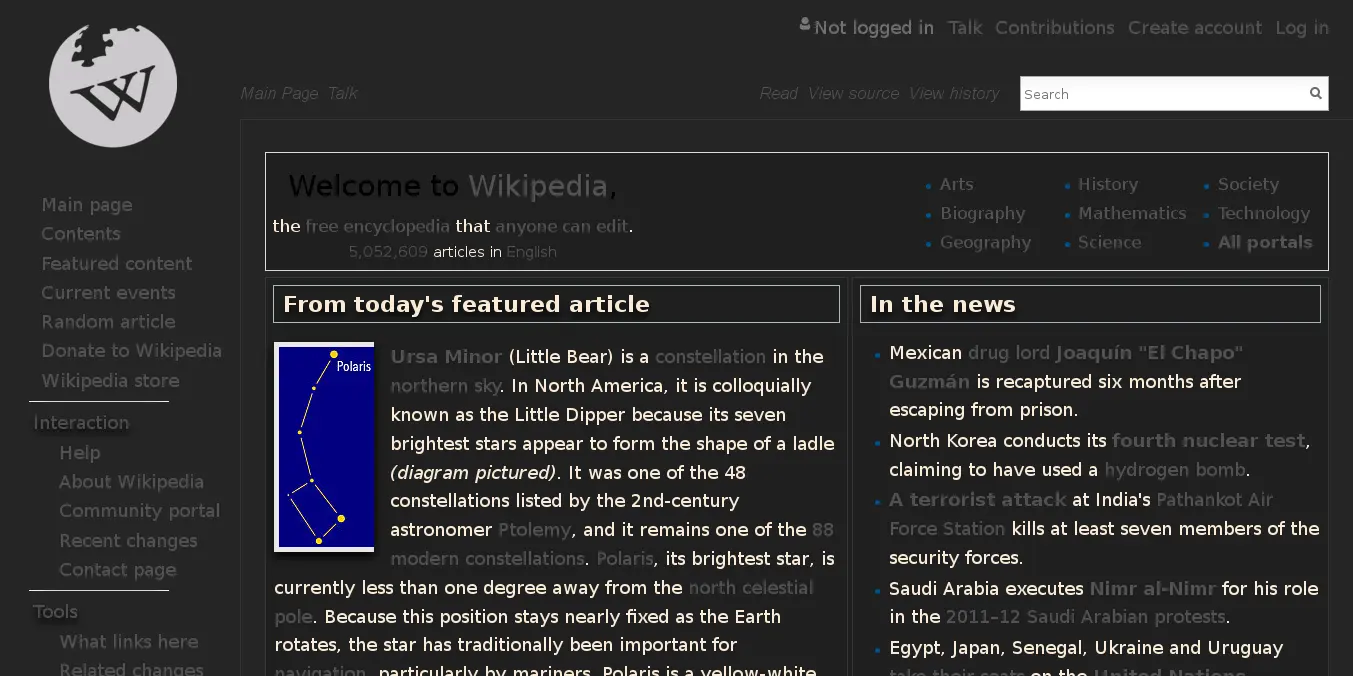 Not logged in Talk Contributions Create account Log in
Main Page Talk Read View source View history Search
W
Main page
Contents
Featured content
Current events
Random article
Donate to Wikipedia
Wikipedia store
Interaction
Help
About Wikipedia
Community portal
Recent changes
Contact page
Tools
What links here
Related changes
Welcome to Wikipedia,
the free encyclopedia that anyone can edit.
5,052,609 articles in English
Arts
Biography
Geography
History
Mathematics
Science
Society
Technology
All portals
From today's featured article
Polaris
Ursa Minor (Little Bear) is a constellation in the
northern sky. In North America, it is colloquially
known as the Little Dipper because its seven
brightest stars appear to form the shape of a ladle
(diagram pictured). It was one of the 48
constellations listed by the 2nd-century
astronomer Ptolemy, and it remains one of the 88
modern constellations. Polaris, its brightest star, is
currently less than one degree away from the north celestial
pole. Because this position stays nearly fixed as the Earth
rotates, the star has traditionally been important for
navigation, particularly by mariners. Polaris is a yellow-white
In the news
Mexican drug lord Joaquín "El Chapo"
Guzmán is recaptured six months after
escaping from prison.
North Korea conducts its fourth nuclear test,
claiming to have used a hydrogen bomb.
A terrorist attack at India's Pathankot Air
Force Station kills at least seven members of the
security forces.
Saudi Arabia executes Nimr al-Nimr for his role
in the 2011–12 Saudi Arabian protests.
Egypt, Japan, Senegal, Ukraine and Uruguay
take their seats on the United Nations